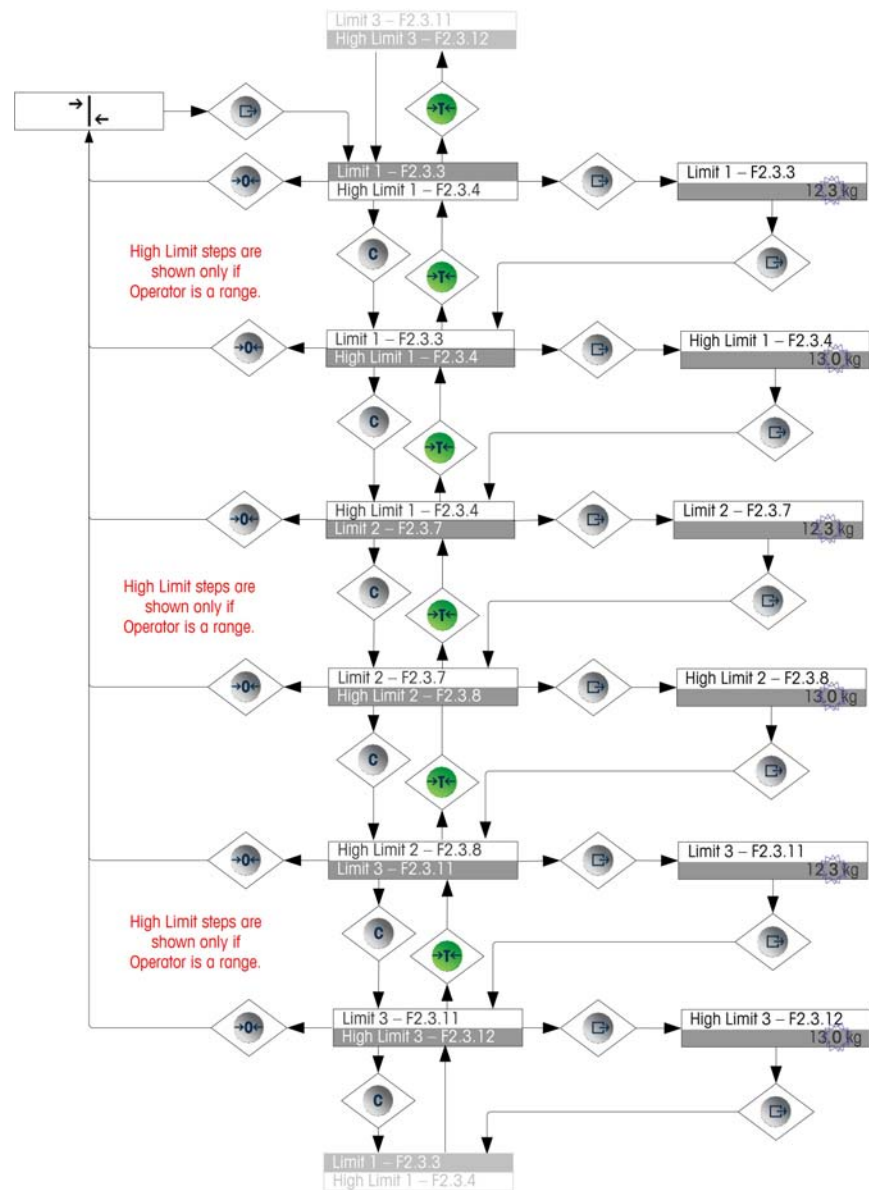 Limit 3 – F2.3.11
High Limit 3 – F2.3.12
→T←
→0←
Limit 1 – F2.3.3
High Limit 1 – F2.3.4
Limit 1 – F2.3.3
12.3 kg
C
→T←
High Limit steps are
shown only if
Operator is a range.
→0←
Limit 1 – F2.3.3
High Limit 1 – F2.3.4
High Limit 1 – F2.3.4
13.0 kg
C
→T←
→0←
High Limit 1 – F2.3.4
Limit 2 – F2.3.7
Limit 2 – F2.3.7
12.3 kg
C
→T←
High Limit steps are
shown only if
Operator is a range.
→0←
Limit 2 – F2.3.7
High Limit 2 – F2.3.8
High Limit 2 – F2.3.8
13.0 kg
C
→T←
→0←
High Limit 2 – F2.3.8
Limit 3 – F2.3.11
Limit 3 – F2.3.11
12.3 kg
C
→T←
High Limit steps are
shown only if
Operator is a range.
→0←
Limit 3 – F2.3.11
High Limit 3 – F2.3.12
High Limit 3 – F2.3.12
13.0 kg
C
Limit 1 – F2.3.3
High Limit 1 – F2.3.4